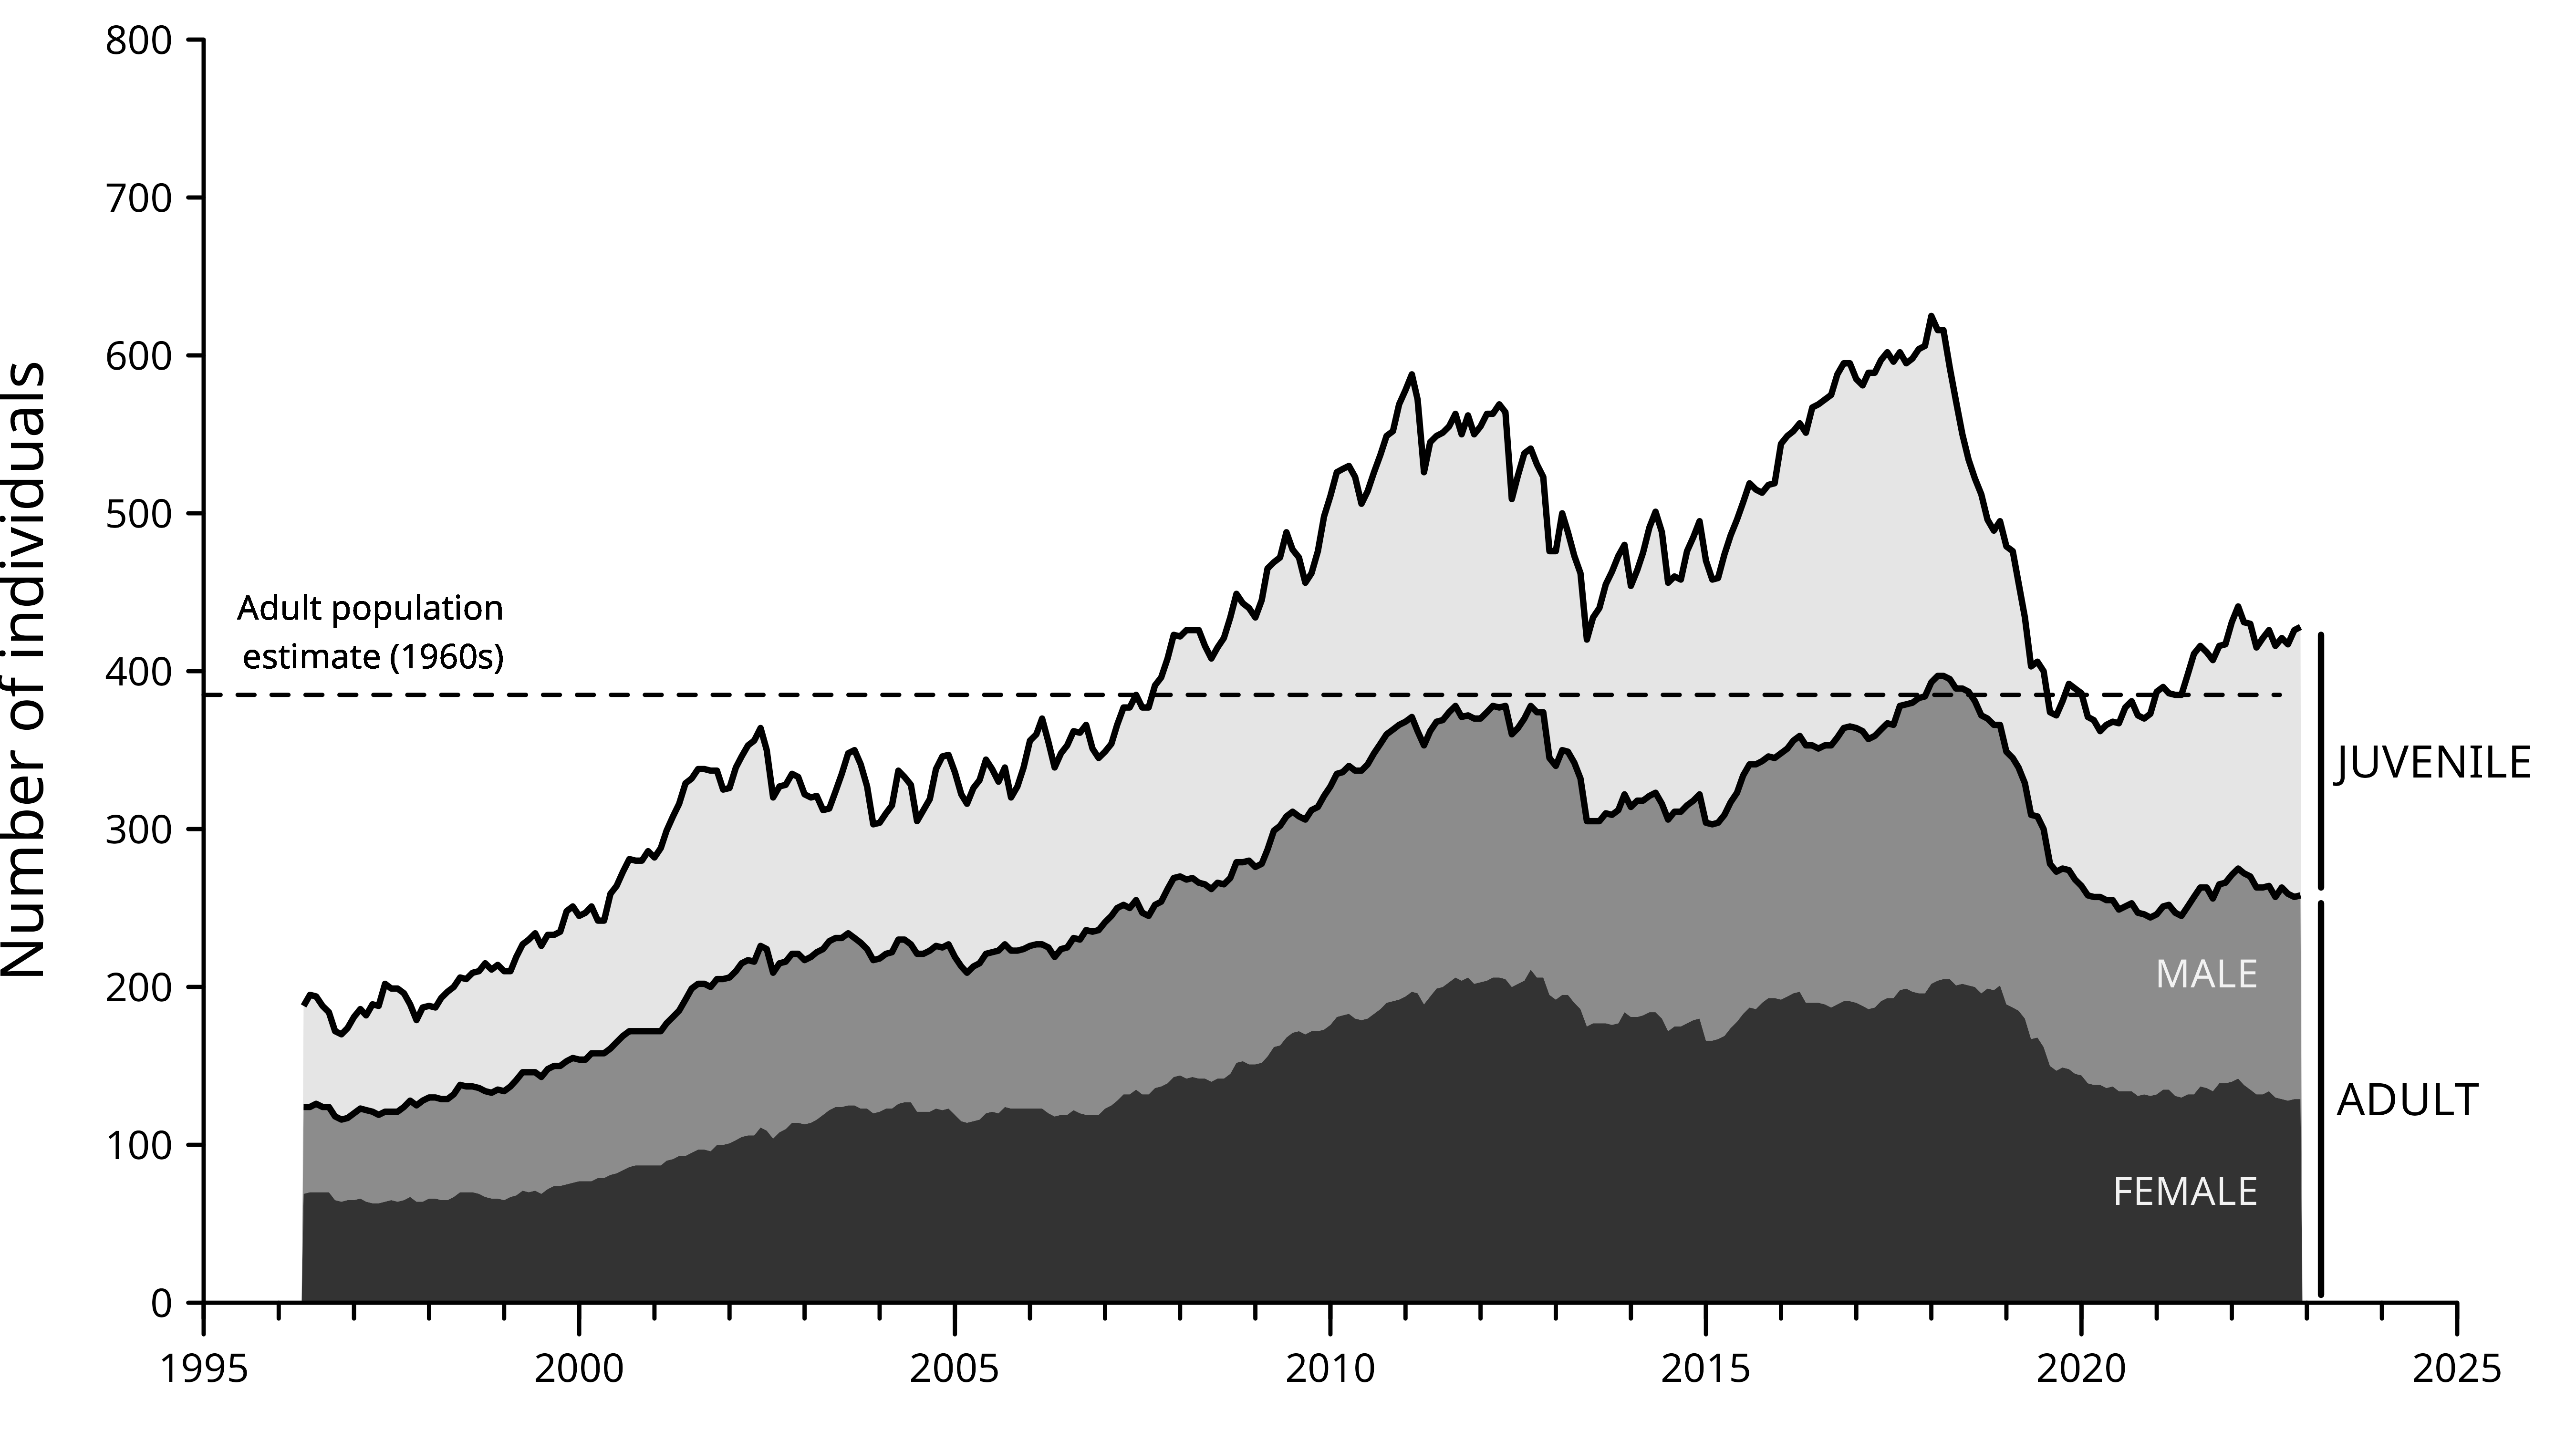 Number of individuals
800
700
600
500
400
300
200
100
0
Adult population
estimate (1960s)
JUVENILE
MALE
ADULT
FEMALE
1995 2000 2005 2010 2015 2020 2025